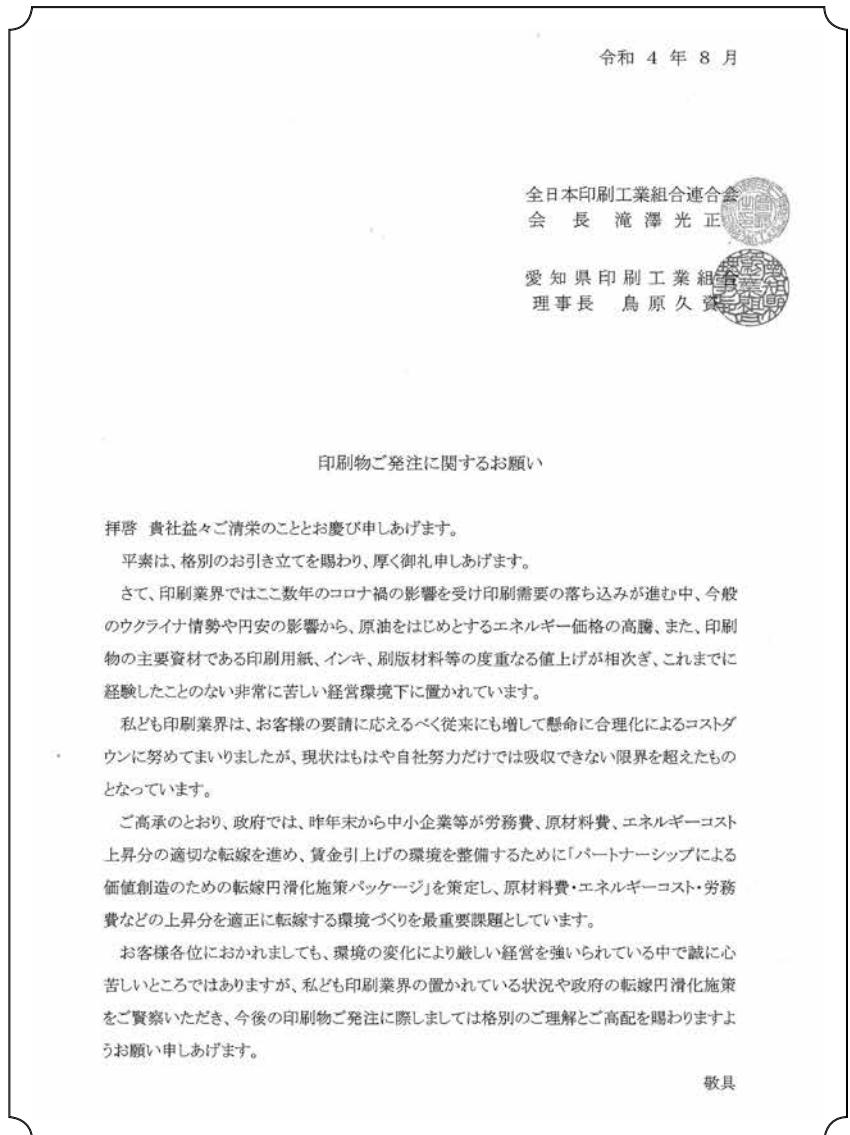 令和 4 年 8 月
全日本印刷工業組合連合会
会 長 滝 澤 光 正
愛 知 県 印 刷 工 業 組 合
理 事 長 鳥 原 久 資
印刷物ご発注に関するお願い
拝啓 貴社益々ご清栄のこととお慶び申しあげます。
平素は、格別のお引き立てを賜わり、厚く御礼申しあげます。
さて、印刷業界ではここ数年のコロナ禍の影響を受け印刷需要の落ち込みが進む中、今般
のウクライナ情勢や円安の影響から、原油をはじめとするエネルギー価格の高騰、また、印刷
物の主要資材である印刷用紙、インキ、刷版材料等の度重なる値上げが相次ぎ、これまでに
経験したことのない非常に苦しい経営環境下に置かれています。
私ども印刷業界は、お客様の要請に応えるべく従来にも増して懸命に合理化によるコストダ
ウンに努めてまいりましたが、現状はもはや自社努力だけでは吸収できない限界を超えたもの
となっています。
ご高承のとおり、政府では、昨年末から中小企業等が労務費、原材料費、エネルギーコスト
上昇分の適切な転嫁を進め、賃金引上げの環境を整備するために「パートナーシップによる
価値創造のための転嫁円滑化施策パッケージ」を策定し、原材料費・エネルギーコスト・労務
費などの上昇分を適正に転嫁する環境づくりを最重要課題としています。
お客様各位におかれましても、環境の変化により厳しい経営を強いられている中で誠に心
苦しいところではありますが、私ども印刷業界の置かれている状況や政府の転嫁円滑化施策
をご賢察いただき、今後の印刷物ご発注に際しましては格別のご理解とご高配を賜わりますよ
うお願い申しあげます。
敬具